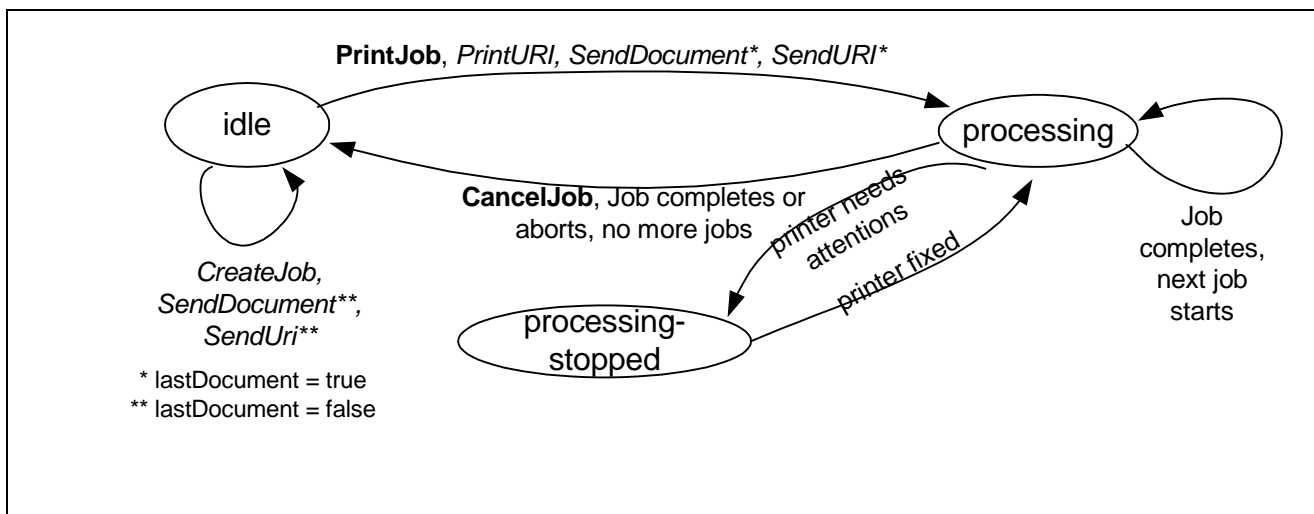 PrintJob, PrintURI, SendDocument*, SendURI*
idle
processing
CancelJob, Job completes or
aborts, no more jobs
printer needs
attentions
printer fixed
Job
completes,
next job
starts
CreateJob,
SendDocument**,
SendUri**
processing-
stopped
* lastDocument = true
** lastDocument = false